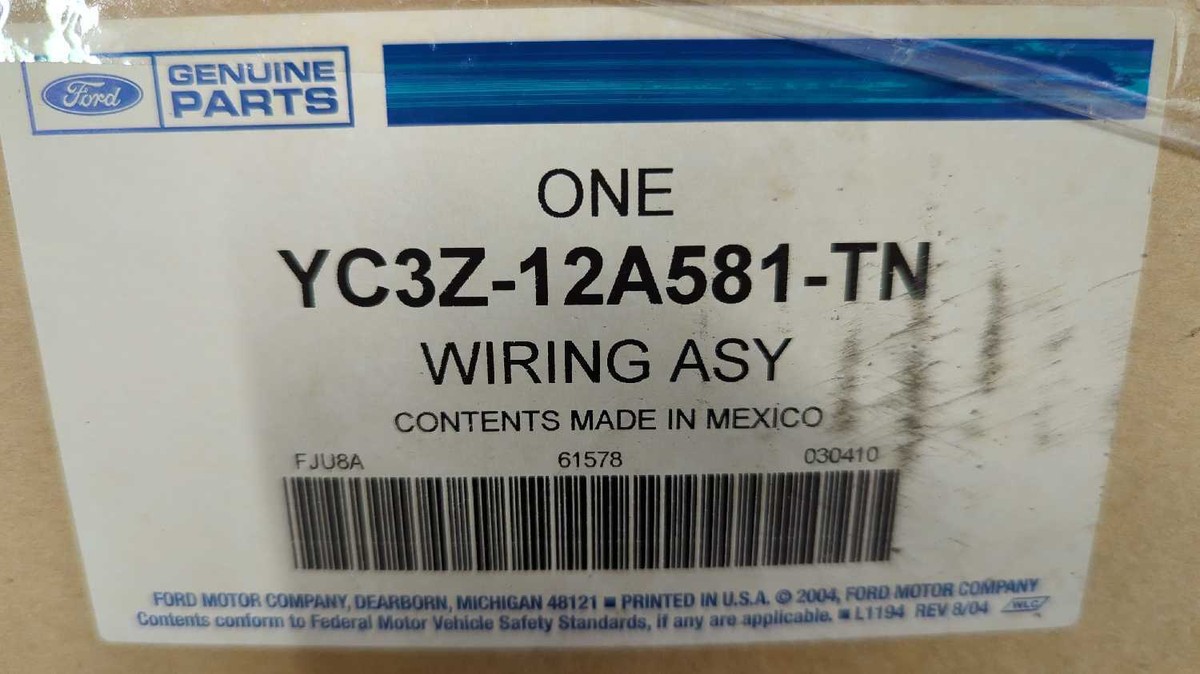 Ford
GENUINE
PARTS
ONE
YC3Z-12A581-TN
WIRING ASY
CONTENTS MADE IN MEXICO
FJU8A 61578 030410
FORD MOTOR COMPANY, DEARBORN, MICHIGAN 48121 ■ PRINTED IN U.S.A. © 2004, FORD MOTOR COMPANY
Contents conform to Federal Motor Vehicle Safety Standards, if any are applicable. ■ L1194 REV 8/04 WLC